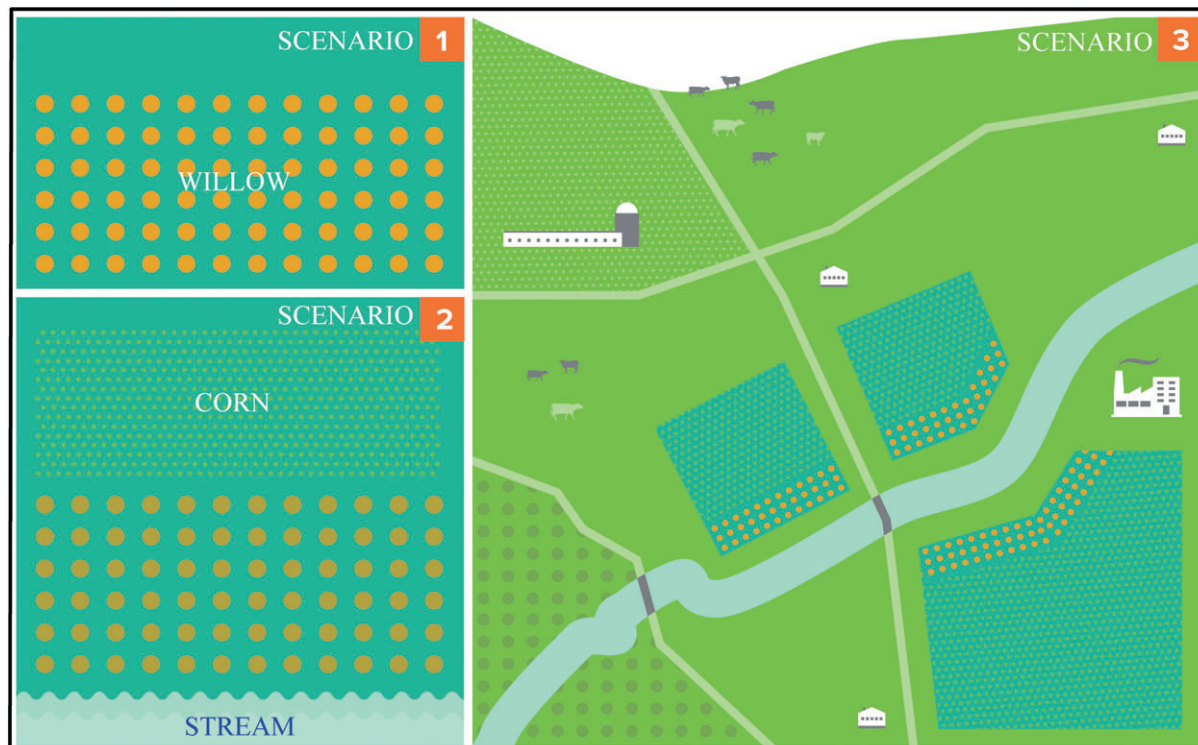 SCENARIO 1
WILLOW
SCENARIO 2
CORN
STREAM
SCENARIO 3